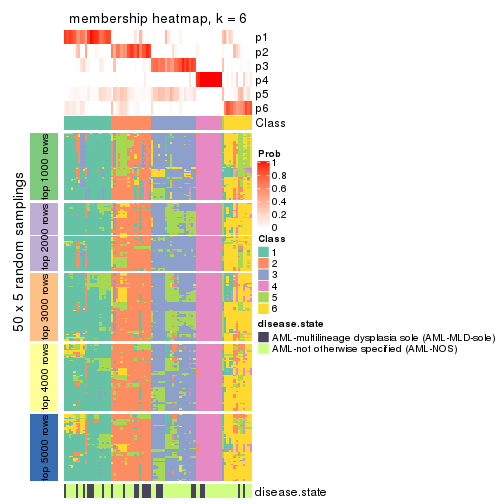 membership heatmap, k = 6
p1
p2
p3
p4
p5
p6
Class
50 x 5 random samplings
top 1000 rows
top 2000 rows
top 3000 rows
top 4000 rows
top 5000 rows
Prob
1
0.8
0.6
0.4
0.2
0
Class
1
2
3
4
5
6
disease.state
AML-multilineage dysplasia sole (AML-MLD-sole)
AML-not otherwise specified (AML-NOS)
disease.state